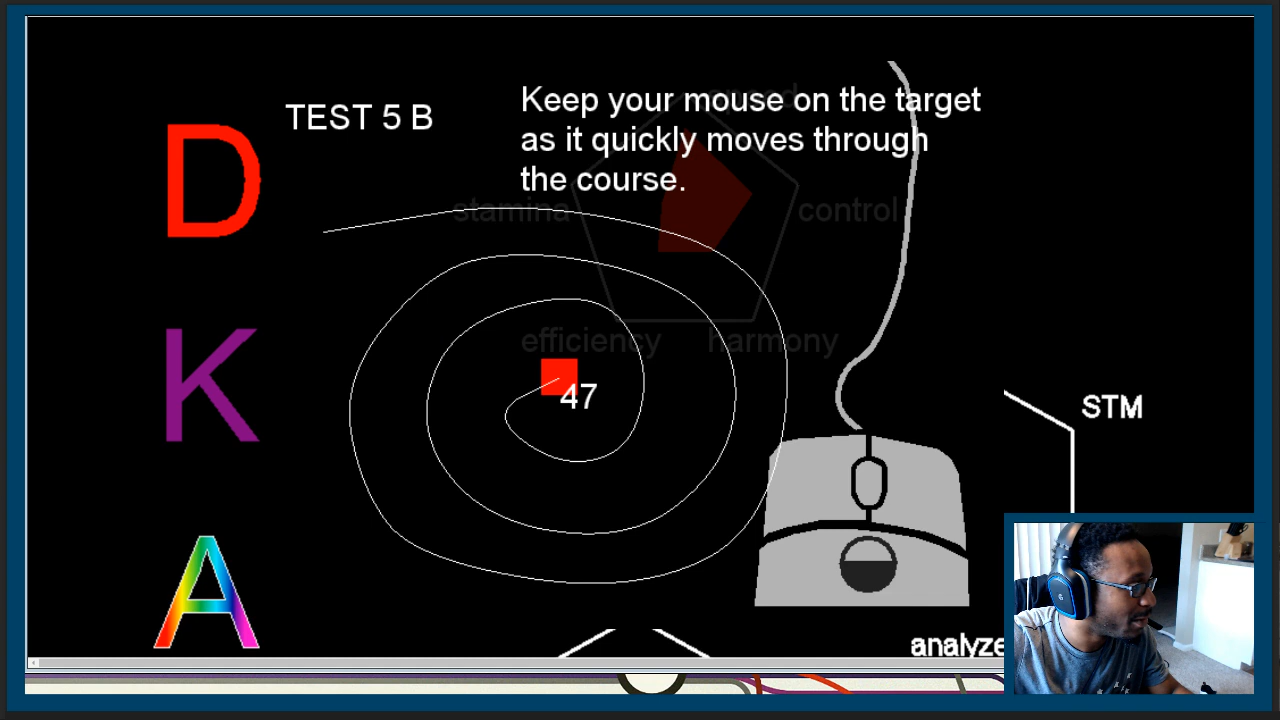 TEST 5 B
Keep your mouse on the target
as it quickly moves through
the course.
D
speed
stamina
control
efficiency
harmony
K
47
STM
A
analyze